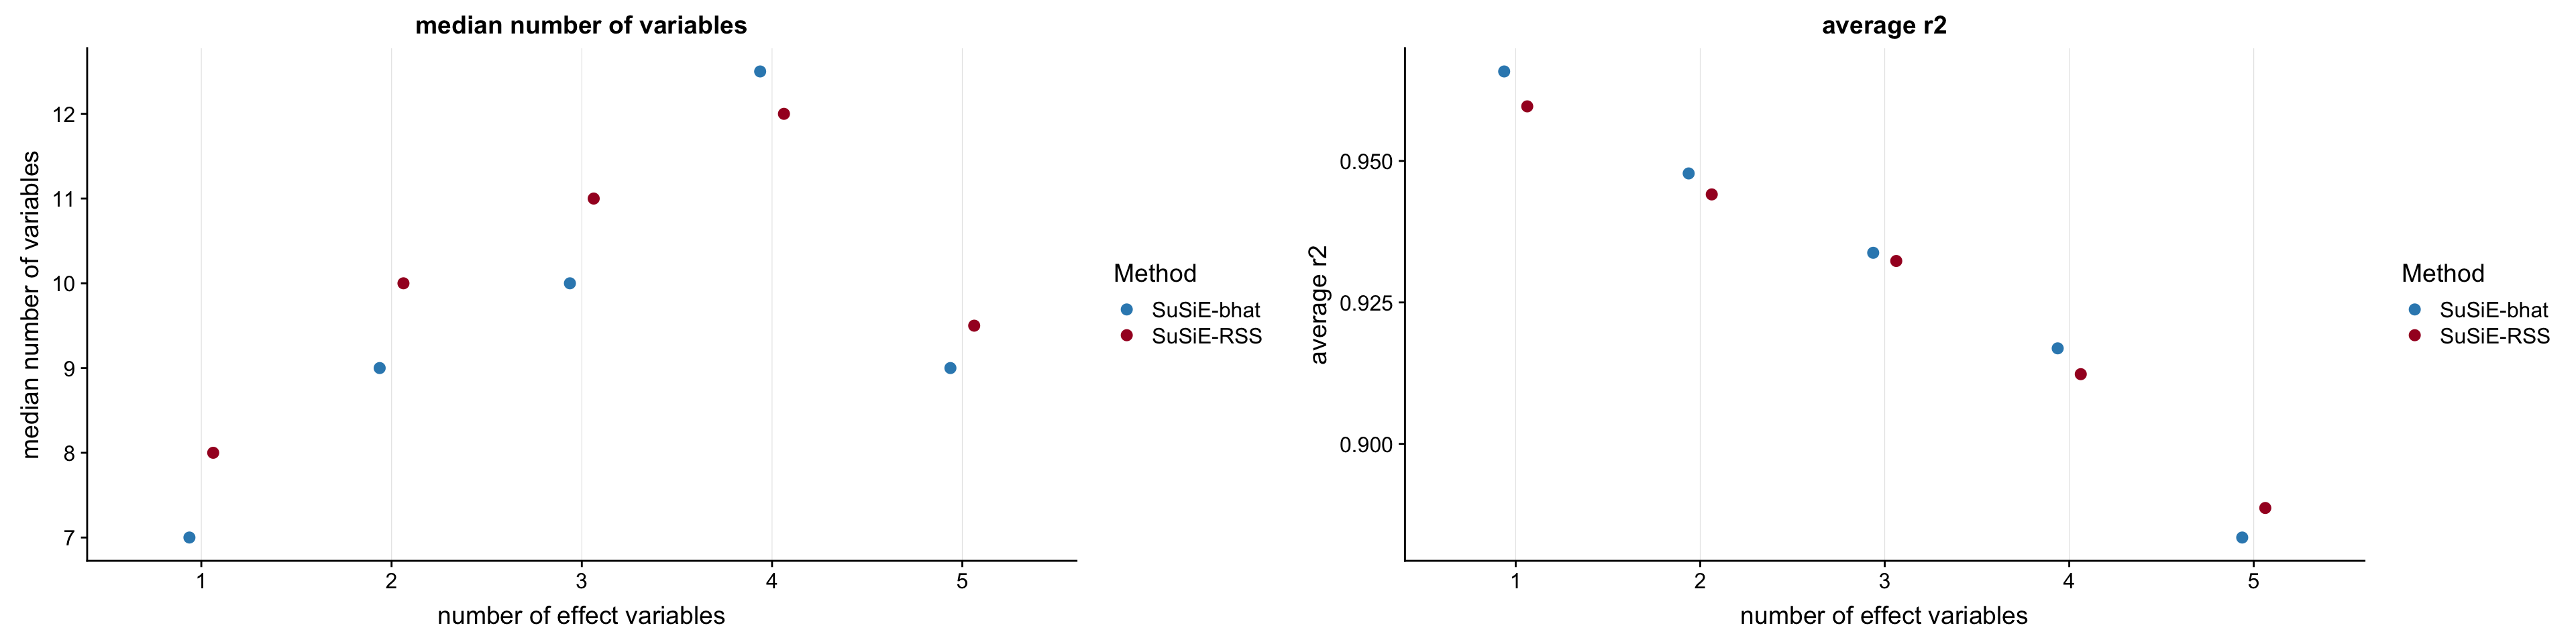 median number of variables
median number of variables
12
11
10
9
8
7
1 2 3 4 5
number of effect variables
Method
SuSiE-bhat
SuSiE-RSS
average r2
average r2
0.950
0.925
0.900
1 2 3 4 5
number of effect variables
Method
SuSiE-bhat
SuSiE-RSS